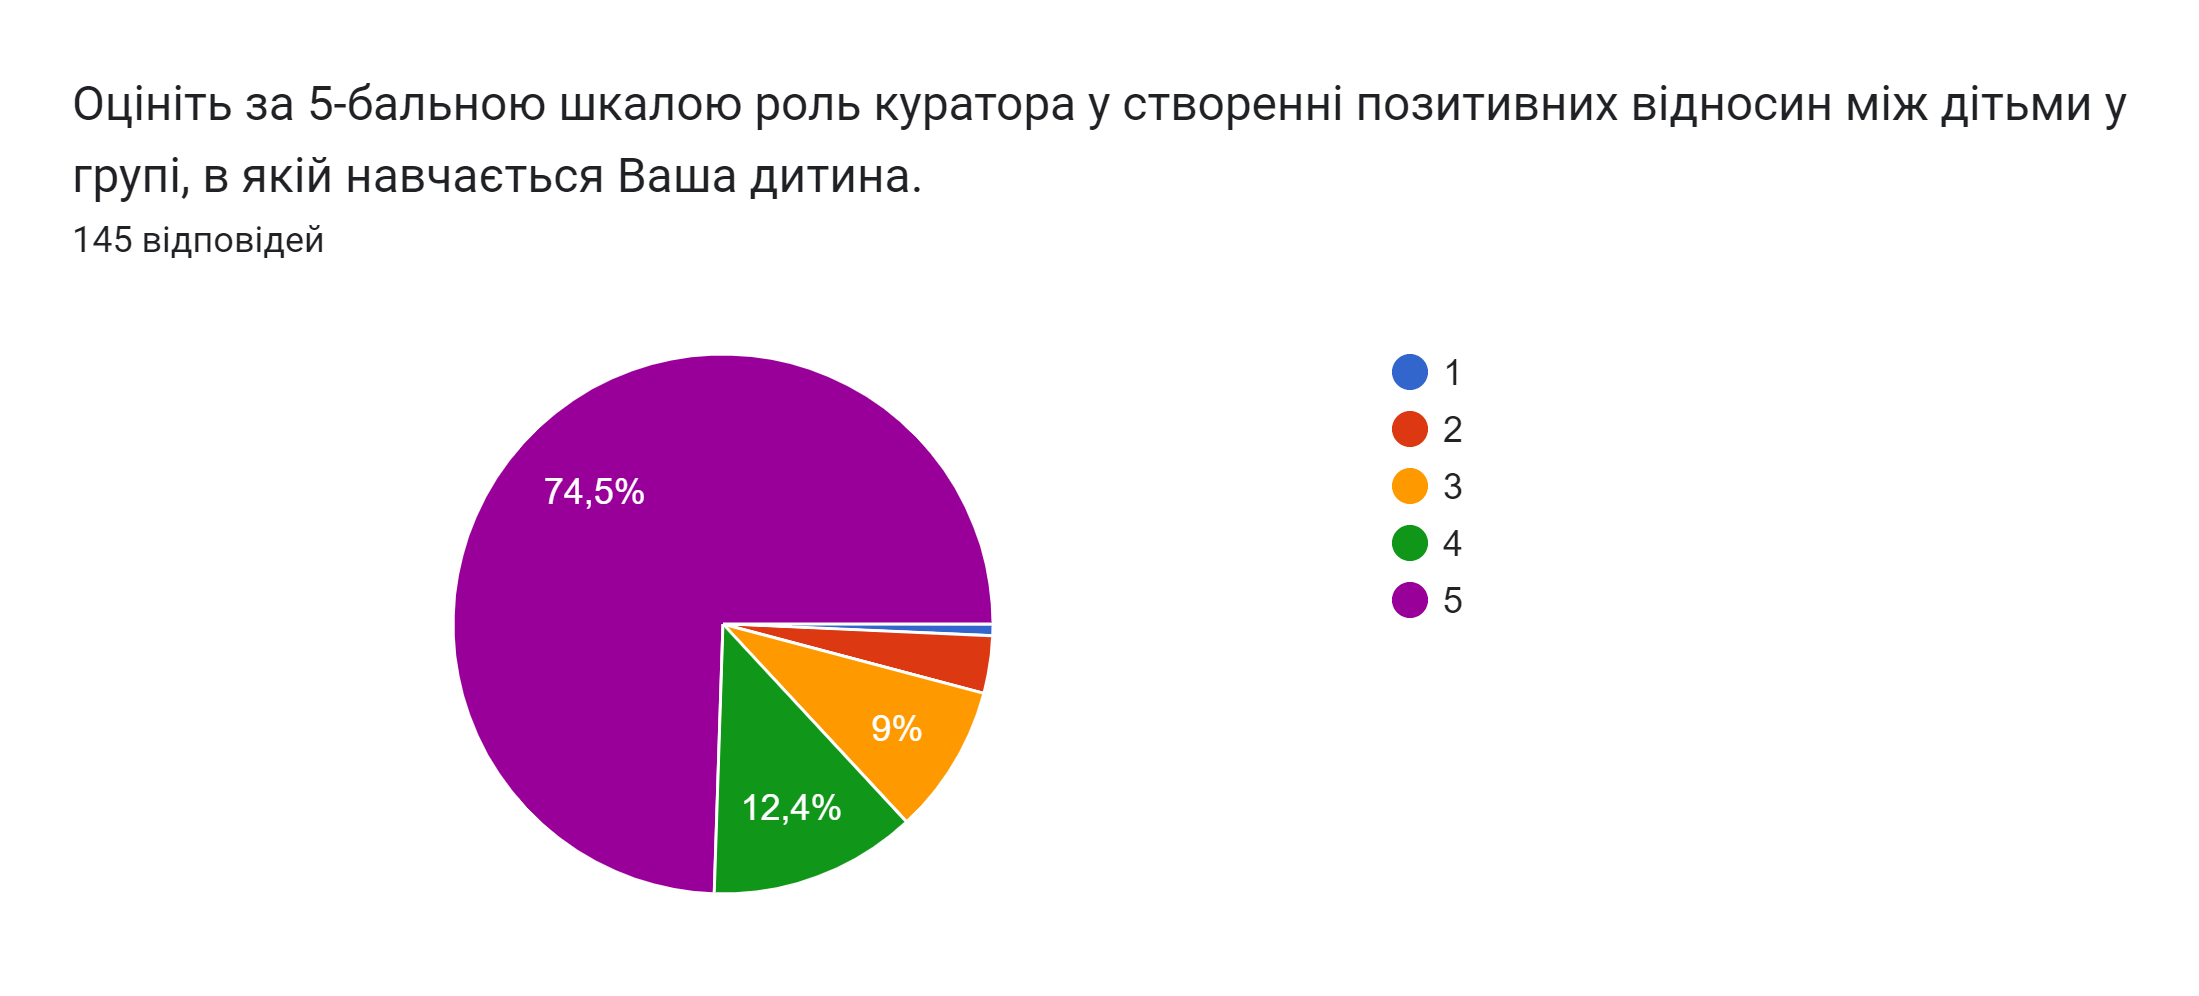 Оцініть за 5-бальною шкалою роль куратора у створенні позитивних відносин між дітьми у
групі, в якій навчається Ваша дитина.
145 відповідей
74,5%
9%
12,4%
1
2
3
4
5